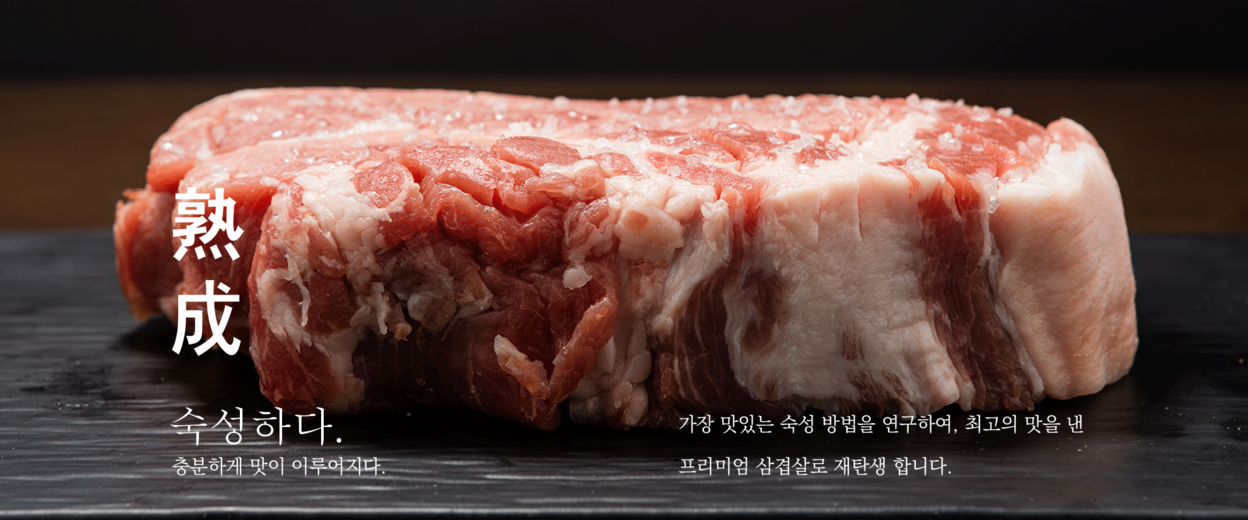 熟
成
숙성하다.
충분하게 맛이 이루어지다.
가장 맛있는 숙성 방법을 연구하여, 최고의 맛을 낸
프리미엄 삼겹살로 재탄생 합니다.